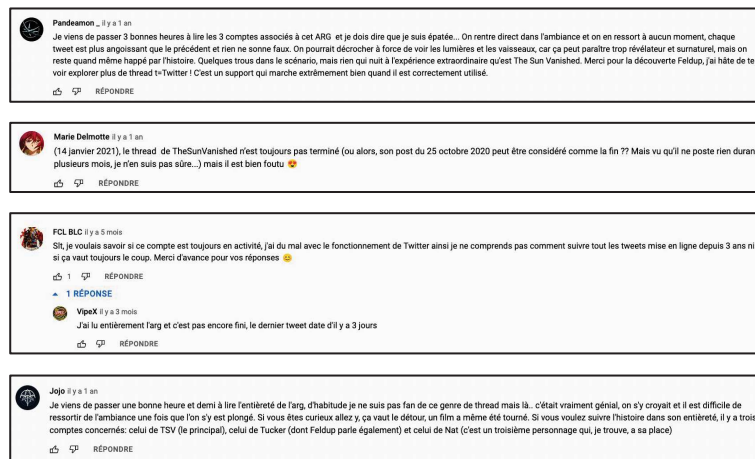 Pandeamon _ il y a 1 an
Je viens de passer 3 bonnes heures à lire les 3 comptes associés à cet ARG et je dois dire que je suis épatée... On rentre direct dans l'ambiance et on en ressort à aucun moment, chaque
tweet est plus angoissant que le précédent et rien ne sonne faux. On pourrait décrocher à force de voir les lumières et les vaisseaux, car ça peut paraître trop révélateur et surnaturel, mais on
reste quand même happé par l'histoire. Quelques trous dans le scénario, mais rien qui nuit à l'expérience extraordinaire qu'est The Sun Vanished. Merci pour la découverte Feldup, j'ai hâte de te
voir explorer plus de thread t=Twitter ! C'est un support qui marche extrêmement bien quand il est correctement utilisé.
RÉPONDRE
Marie Delmotte il y a 1 an
(14 janvier 2021), le thread de TheSunVanished n'est toujours pas terminé (ou alors, son post du 25 octobre 2020 peut être considéré comme la fin ?? Mais vu qu'il ne poste rien duran
plusieurs mois, je n'en suis pas sûre...) mais il est bien foutu 😍
RÉPONDRE
FCL BLC il y a 5 mois
Slt, je voulais savoir si ce compte est toujours en activité, j'ai du mal avec le fonctionnement de Twitter ainsi je ne comprends pas comment suivre tout les tweets mise en ligne depuis 3 ans ni
si ça vaut toujours le coup. Merci d'avance pour vos réponses 😊
1 RÉPONDRE
1 RÉPONSE
VipeX il y a 3 mois
J'ai lu entièrement l'arg et c'est pas encore fini, le dernier tweet date d'il y a 3 jours
RÉPONDRE
Jojo il y a 1 an
Je viens de passer une bonne heure et demi à lire l'entièreté de l'arg, d'habitude je ne suis pas fan de ce genre de thread mais là.. c'était vraiment génial, on s'y croyait et il est difficile de
ressortir de l'ambiance une fois que l'on s'y est plongé. Si vous êtes curieux allez y, ça vaut le détour, un film a même été tourné. Si vous voulez suivre l'histoire dans son entièreté, il y a trois
comptes concernés: celui de TSV (le principal), celui de Tucker (dont Feldup parle également) et celui de Nat (c'est un troisième personnage qui, je trouve, a sa place)
RÉPONDRE